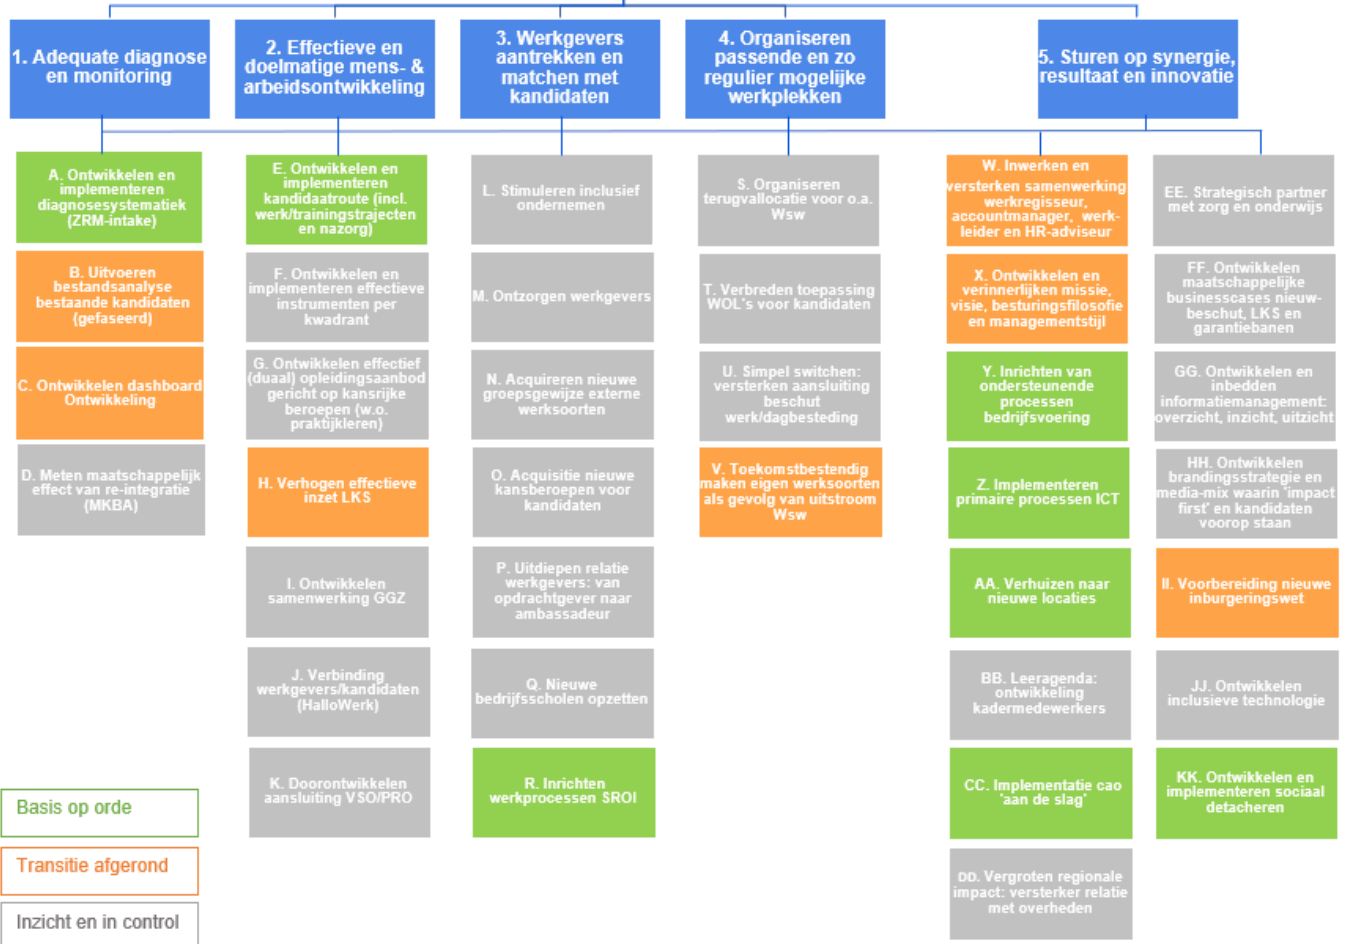 1. Adequate diagnose
en monitoring
2. Effectieve en
doelmatige mens- &
arbeidsontwikkeling
3. Werkgevers
aantrekken en
matchen met
kandidaten
4. Organiseren
passende en zo
regulier mogelijke
werkplekken
5. Sturen op synergie,
resultaat en innovatie
A. Ontwikkelen en
implementeren
diagnosesystematiek
(ZRM-intake)
B. Uitvoeren
bestandsanalyse
bestaande kandidaten
(gefaseerd)
C. Ontwikkelen dashboard
Ontwikkeling
D. Meten maatschappelijk
effect van re-integratie
(MKBA)
E. Ontwikkelen en
implementeren
kandidaatroute (incl.
werk/trainingstrajecten
en nazorg)
F. Ontwikkelen en
implementeren effectieve
instrumenten per
kwadrant
G. Ontwikkelen effectief
(duaal) opleidingsaanbod
gericht op kansrijke
beroepen (w.o.
praktijkleren)
H. Verhogen effectieve
inzet LKS
I. Ontwikkelen
samenwerking GGZ
J. Verbinding
werkgevers/kandidaten
(HalloWerk)
K. Doorontwikkelen
aansluiting VSO/PRO
L. Stimuleren inclusief
ondernemen
M. Ontzorgen werkgevers
N. Acquireren nieuwe
groepsgewijze externe
werksoorten
O. Acquisitie nieuwe
kansberoepen voor
kandidaten
P. Uitdiepen relatie
werkgevers: van
opdrachtgever naar
ambassadeur
Q. Nieuwe
bedrijfsscholen opzetten
R. Inrichten
werkprocessen SROI
S. Organiseren
terugvallocatie voor o.a.
Wsw
T. Verbreden toepassing
WOL's voor kandidaten
U. Simpel switchen:
versterken aansluiting
beschut
werk/dagbesteding
V. Toekomstbestendig
maken eigen werksoorten
als gevolg van uitstroom
Wsw
W. Inwerken en
versterken samenwerking
werkregisseur,
accountmanager, werk-
leider en HR-adviseur
X. Ontwikkelen en
verinnerlijken missie,
visie, besturingsfilosofie
en managementstijl
Y. Inrichten van
ondersteunende
processen
bedrijfsvoering
Z. Implementeren
primaire processen ICT
AA. Verhuizen naar
nieuwe locaties
BB. Leeragenda:
ontwikkeling
kadermedewerkers
CC. Implementatie cao
'aan de slag'
DD. Vergroten regionale
impact: versterker relatie
met overheden
EE. Strategisch partner
met zorg en onderwijs
FF. Ontwikkelen
maatschappelijke
businesscases nieuw-
beschut, LKS en
garantiebanen
GG. Ontwikkelen en
inbedden
informatiemanagement:
overzicht, inzicht, uitzicht
HH. Ontwikkelen
brandingsstrategie en
media-mix waarin 'impact
first' en kandidaten
voorop staan
II. Voorbereiding nieuwe
inburgeringswet
JJ. Ontwikkelen
inclusieve technologie
KK. Ontwikkelen en
implementeren sociaal
detacheren
Basis op orde
Transitie afgerond
Inzicht en in control